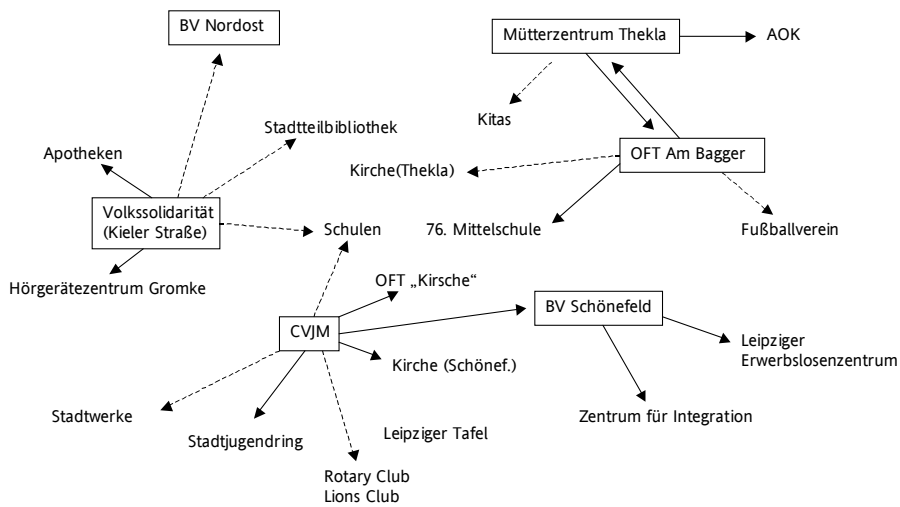 BV Nordost
Mütterzentrum Thekla
AOK
Kitas
Stadtteilbibliothek
Apotheken
OFT Am Bagger
Kirche(Thekla)
Volkssolidarität
(Kieler Straße)
Schulen
76. Mittelschule
Fußballverein
Hörgerätezentrum Gromke
OFT „Kirsche“
BV Schönefeld
CVJM
Leipziger
Erwerbslosenzentrum
Kirche (Schönef.)
Stadtwerke
Zentrum für Integration
Stadtjugendring
Leipziger Tafel
Rotary Club
Lions Club